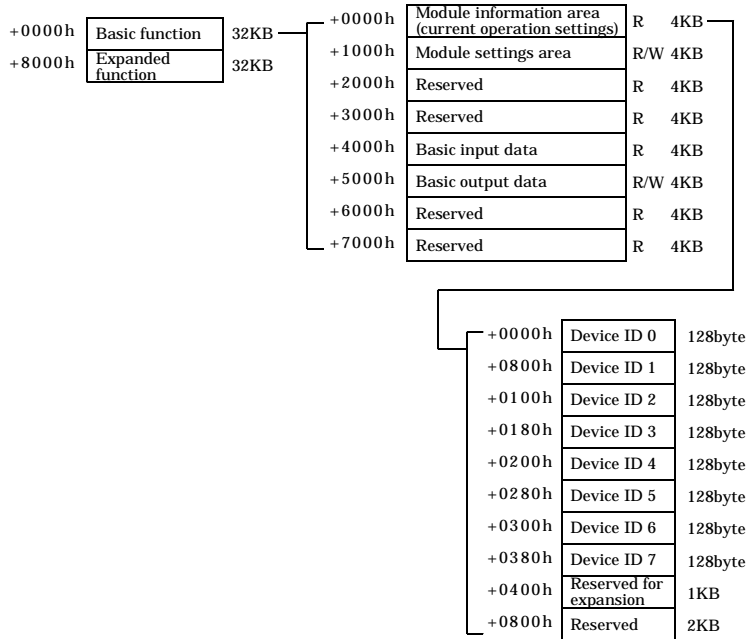 +0000h Basic function 32KB
+8000h Expanded function 32KB
+0000h Module information area (current operation settings) R 4KB
+1000h Module settings area R/W 4KB
+2000h Reserved R 4KB
+3000h Reserved R 4KB
+4000h Basic input data R 4KB
+5000h Basic output data R/W 4KB
+6000h Reserved R 4KB
+7000h Reserved R 4KB
+0000h Device ID 0 128byte
+0800h Device ID 1 128byte
+0100h Device ID 2 128byte
+0180h Device ID 3 128byte
+0200h Device ID 4 128byte
+0280h Device ID 5 128byte
+0300h Device ID 6 128byte
+0380h Device ID 7 128byte
+0400h Reserved for expansion 1KB
+0800h Reserved 2KB